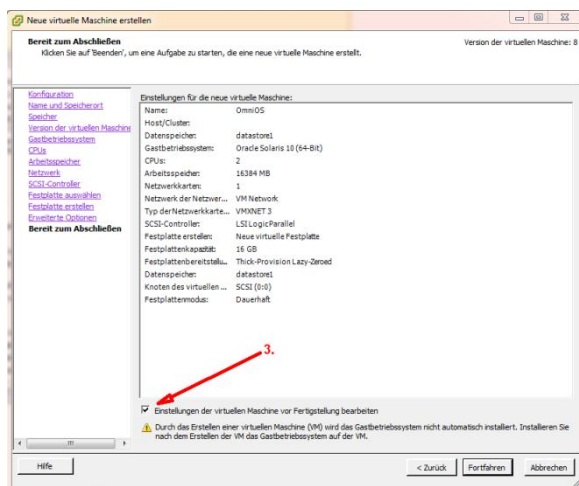 Neue virtuelle Maschine erstellen
Bereit zum Abschließen
Klicken Sie auf 'Beenden', um eine Aufgabe zu starten, die eine neue virtuelle Maschine erstellt.
Version der virtuellen Maschine: 8
Konfiguration
Name und Speicherort
Speicher
Version der virtuellen Maschine
Gastbetriebssystem
CPUs
Arbeitsspeicher
Netzwerk
SCSI-Controller
Festplatte auswählen
Festplatte erstellen
Erweiterte Optionen
Bereit zum Abschließen
Einstellungen für die neue virtuelle Maschine:
Name: OmniOS
Host/Cluster:
Datenspeicher: datastore1
Gastbetriebssystem: Oracle Solaris 10 (64-Bit)
CPUs: 2
Arbeitsspeicher: 16384 MB
Netzwerkkarten: 1
Netzwerk der Netzwer... VM Network
Typ der Netzwerkkarte... VMXNET 3
SCSI-Controller: LSI Logic Parallel
Festplatte erstellen: Neue virtuelle Festplatte
Festplattenkapazität: 16 GB
Festplattenbereitstellu... Thick-Provision Lazy-Zeroed
Datenspeicher: datastore1
Knoten des virtuellen ... SCSI (0:0)
Festplattenmodus: Dauerhaft
3.
Einstellungen der virtuellen Maschine vor Fertigstellung bearbeiten
Durch das Erstellen einer virtuellen Maschine (VM) wird das Gastbetriebssystem nicht automatisch installiert. Installieren Sie
nach dem Erstellen der VM das Gastbetriebssystem auf der VM.
Hilfe
< Zurück
Fortfahren
Abbrechen